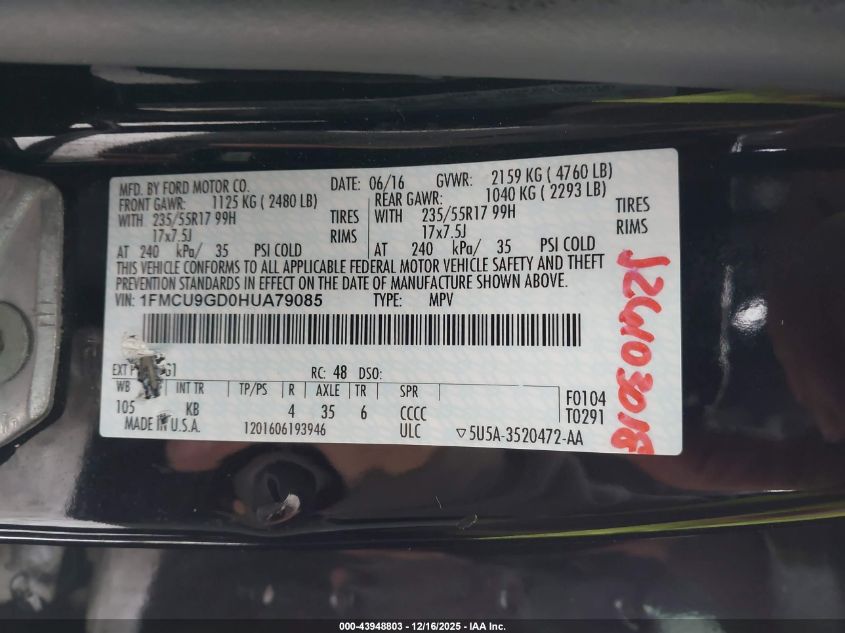 MFD. BY FORD MOTOR CO. DATE: 06/16 GVWR: 2159 KG ( 4760 LB)
FRONT GAWR: 1125 KG ( 2480 LB) REAR GAWR: 1040 KG ( 2293 LB)
WITH 235/55R17 99H TIRES WITH 235/55R17 99H TIRES
17x7.5J RIMS 17x7.5J RIMS
AT 240 kPa/ 35 PSI COLD AT 240 kPa/ 35 PSI COLD
THIS VEHICLE CONFORMS TO ALL APPLICABLE FEDERAL MOTOR VEHICLE SAFETY AND THEFT
PREVENTION STANDARDS IN EFFECT ON THE DATE OF MANUFACTURE SHOWN ABOVE.
VIN: 1FMCU9GD0HUA79085 TYPE: MPV
EXT G1 RC: 48 DSO:
WB INT TR TP/PS R AXLE TR SPR F0104
105 KB 4 35 6 CCCC T0291
MADE IN U.S.A. 1201606193946 ULC 5U5A-3520472-AA
000-43948803 - 12/16/2025 - IAA Inc.